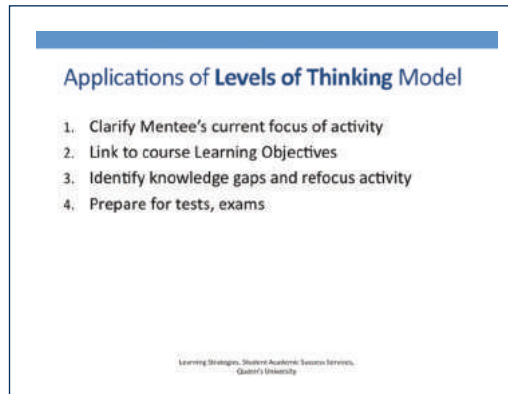 Applications of Levels of Thinking Model
1. Clarify Mentee's current focus of activity
2. Link to course Learning Objectives
3. Identify knowledge gaps and refocus activity
4. Prepare for tests, exams
Learning Strategies, Student Academic Success Services,
Queen's University